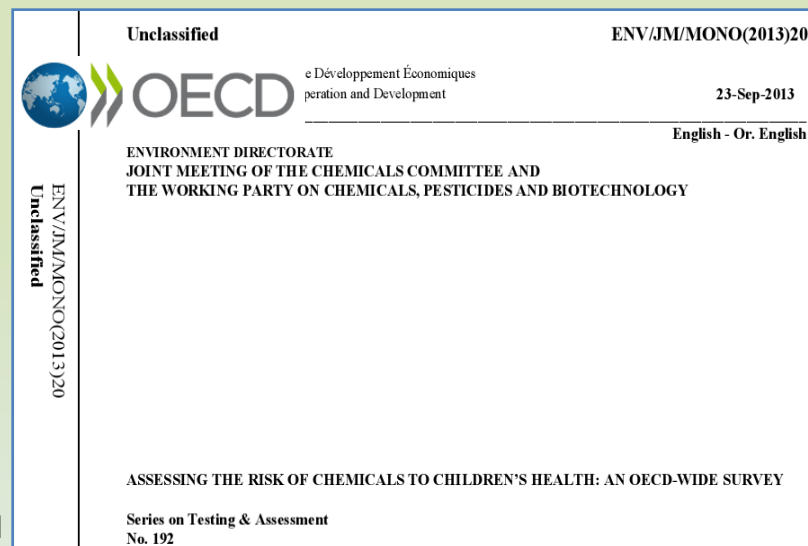 Unclassified ENV/JM/MONO(2013)20
OECD
e Développement Économiques
peration and Development 23-Sep-2013
English - Or. English
ENVIRONMENT DIRECTORATE
JOINT MEETING OF THE CHEMICALS COMMITTEE AND
THE WORKING PARTY ON CHEMICALS, PESTICIDES AND BIOTECHNOLOGY
ENV/JM/MONO(2013)20
Unclassified
ASSESSING THE RISK OF CHEMICALS TO CHILDREN’S HEALTH: AN OECD-WIDE SURVEY
Series on Testing & Assessment
No. 192